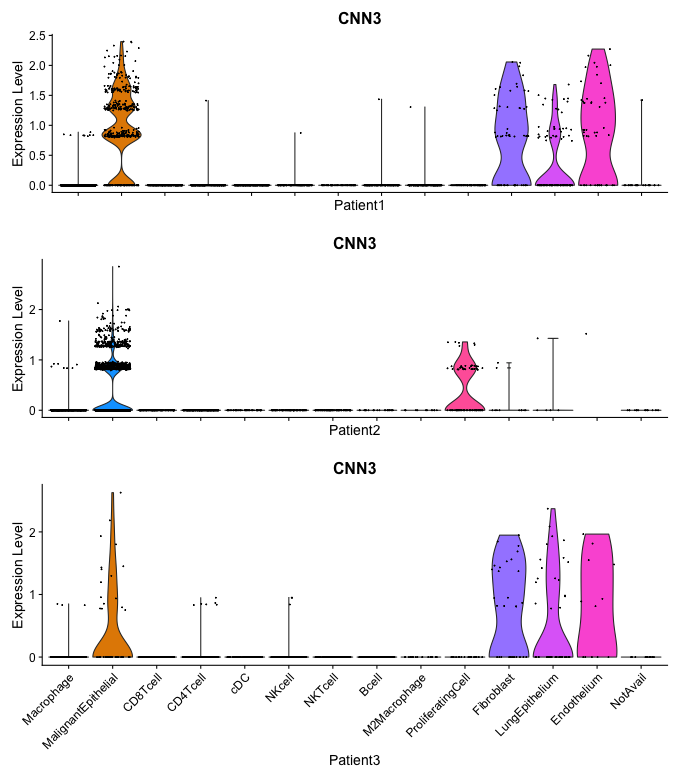 CNN3
Expression Level
2.5
2.0
1.5
1.0
0.5
0.0
Patient1
CNN3
Expression Level
2
1
0
Patient2
CNN3
Expression Level
2
1
0
Macrophage
MalignantEpithelial
CD8Tcell
CD4Tcell
cDC
NKcell
NKTcell
Bcell
M2Macrophage
ProliferatingCell
Fibroblast
LungEpithelium
Endothelium
NotAvail
Patient3